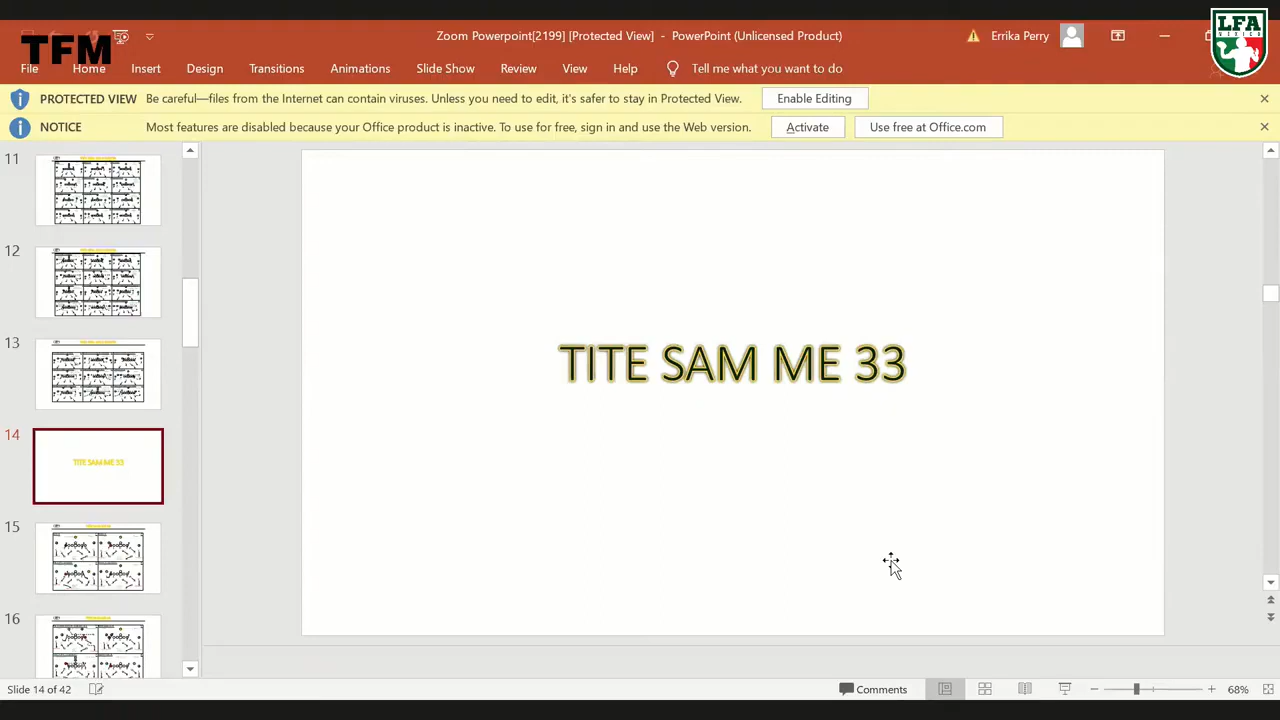 TFM
LFA
MEXICO
Zoom Powerpoint[2199] [Protected View] - PowerPoint (Unlicensed Product)
Errika Perry
File Home Insert Design Transitions Animations Slide Show Review View Help Tell me what you want to do
PROTECTED VIEW Be careful—files from the Internet can contain viruses. Unless you need to edit, it's safer to stay in Protected View. Enable Editing
NOTICE Most features are disabled because your Office product is inactive. To use for free, sign in and use the Web version. Activate Use free at Office.com
11
12
13
14
TITE SAM ME 33
15
16
TITE SAM ME 33
Slide 14 of 42
Comments
68%